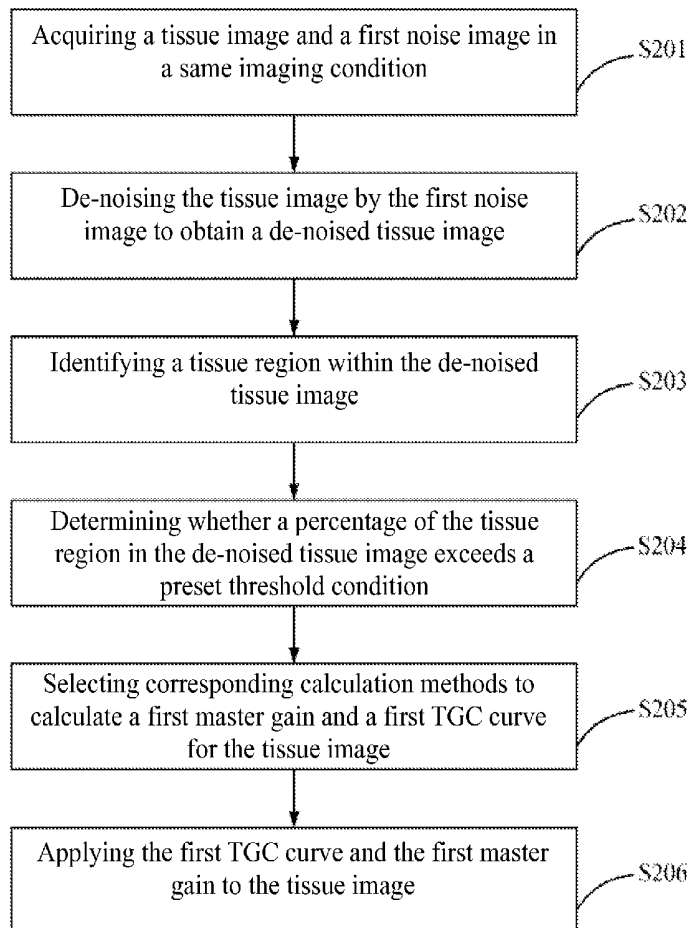 Acquiring a tissue image and a first noise image in
a same imaging condition
S201
De-noising the tissue image by the first noise
image to obtain a de-noised tissue image
S202
Identifying a tissue region within the de-noised
tissue image
S203
Determining whether a percentage of the tissue
region in the de-noised tissue image exceeds a
preset threshold condition
S204
Selecting corresponding calculation methods to
calculate a first master gain and a first TGC curve
for the tissue image
S205
Applying the first TGC curve and the first master
gain to the tissue image
S206